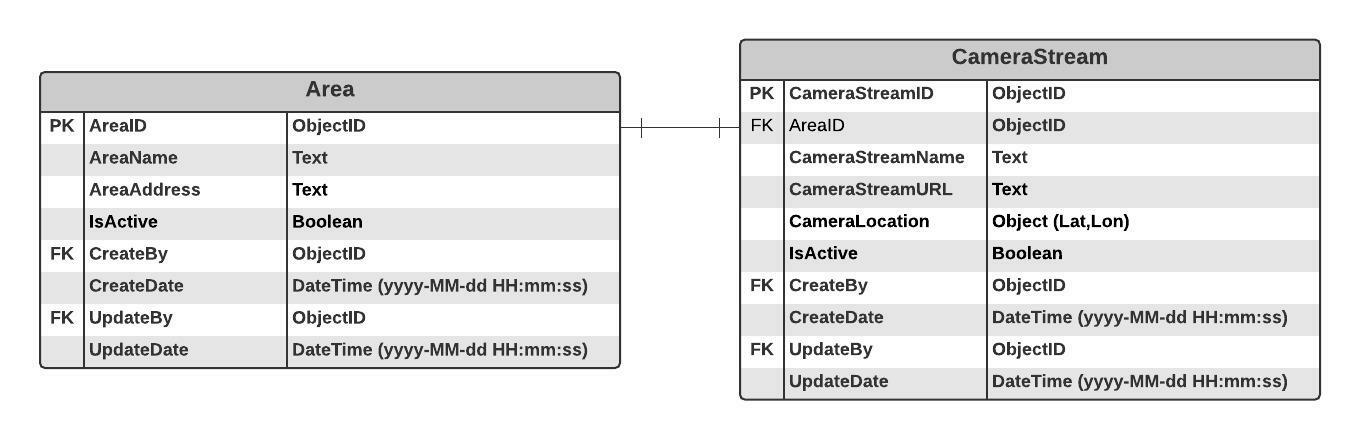 Area
PK AreaID ObjectID
AreaName Text
AreaAddress Text
IsActive Boolean
FK CreateBy ObjectID
CreateDate DateTime (yyyy-MM-dd HH:mm:ss)
FK UpdateBy ObjectID
UpdateDate DateTime (yyyy-MM-dd HH:mm:ss)
CameraStream
PK CameraStreamID ObjectID
FK AreaID ObjectID
CameraStreamName Text
CameraStreamURL Text
CameraLocation Object (Lat,Lon)
IsActive Boolean
FK CreateBy ObjectID
CreateDate DateTime (yyyy-MM-dd HH:mm:ss)
FK UpdateBy ObjectID
UpdateDate DateTime (yyyy-MM-dd HH:mm:ss)